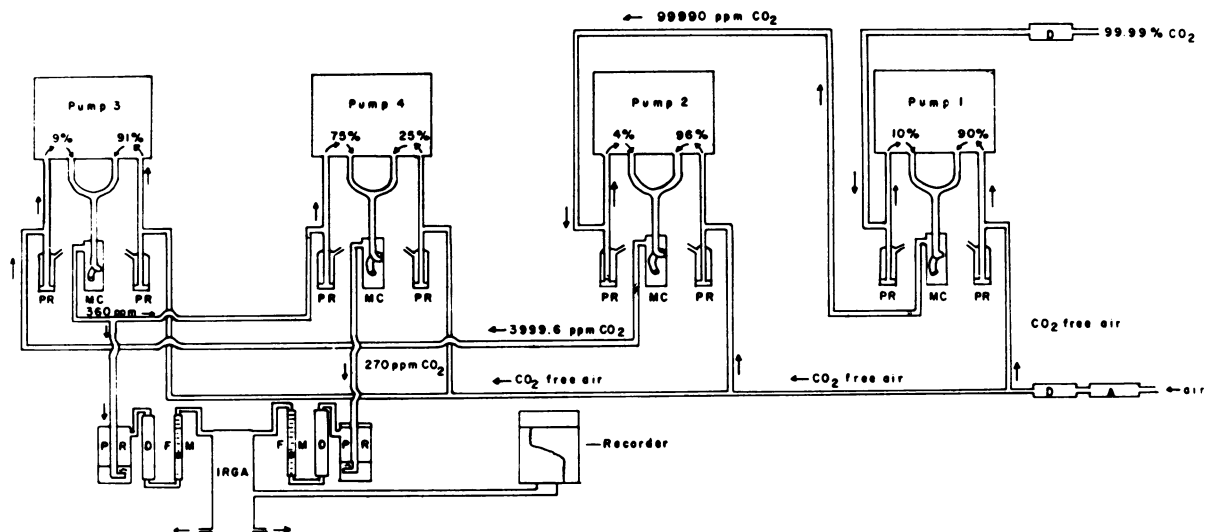 ← 99990 ppm CO2
D
99.99% CO2
Pump 3
Pump 4
Pump 2
Pump 1
9%
91%
75%
25%
4%
96%
10%
90%
PR
MC
PR
PR
MC
PR
PR
MC
PR
PR
MC
PR
360 ppm →
← 3999.6 ppm CO2
CO2 free air
270 ppm CO2
← CO2 free air
← CO2 free air
D
A
← air
P R
D
F M
IRGA
F M
D
P R
Recorder